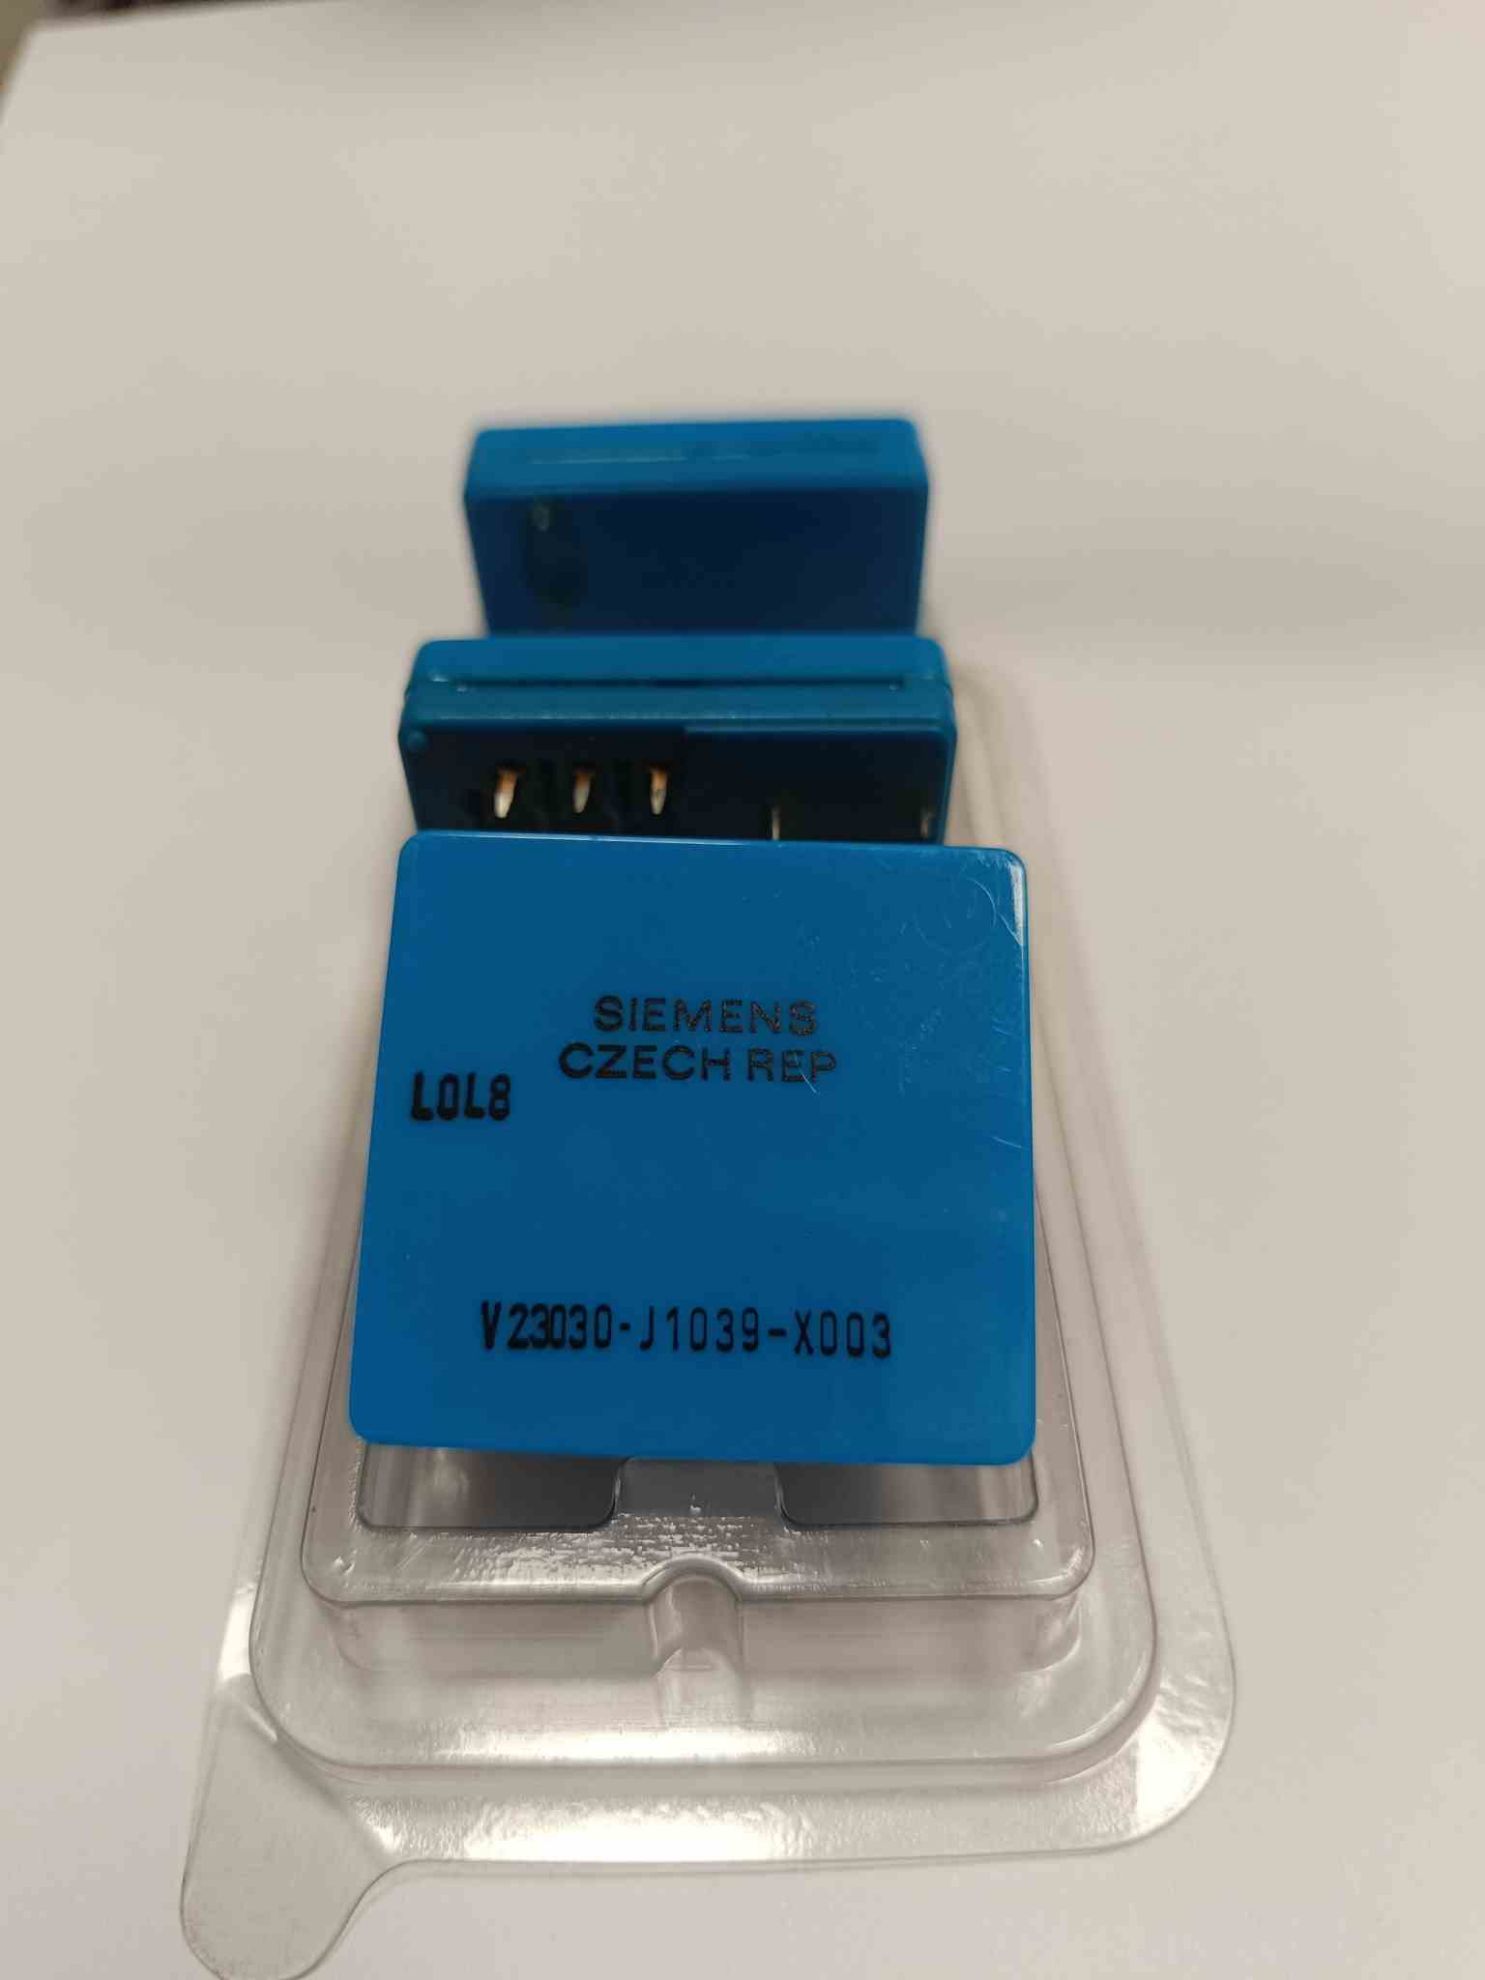 SIEMENS
CZECH REP
L0L8
V23030-J1039-X003